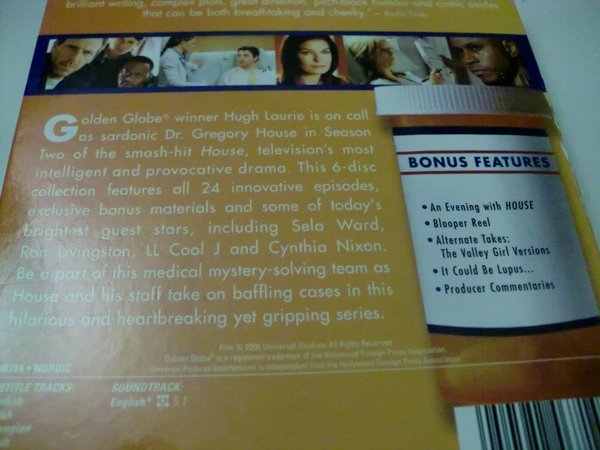 brilliant writing, complex plots, great direction, pitch-black humour and comic asides
that can be both breathtaking and cheeky" — Radio Times
Golden Globe® winner Hugh Laurie is on call
as sardonic Dr. Gregory House in Season
Two of the smash-hit House, television's most
intelligent and provocative drama. This 6-disc
collection features all 24 innovative episodes,
exclusive bonus materials and some of today's
brightest guest stars, including Sela Ward,
Ron Livingston, LL Cool J and Cynthia Nixon.
Be a part of this medical mystery-solving team as
House and his staff take on baffling cases in this
hilarious and heartbreaking yet gripping series.
BONUS FEATURES
• An Evening with HOUSE
• Blooper Reel
• Alternate Takes:
The Valley Girl Versions
• It Could Be Lupus...
• Producer Commentaries
Film © 2006 Universal Studios. All Rights Reserved.
Golden Globe® is a registered trademark of the Hollywood Foreign Press Association.
Universal Pictures International is independent from the Hollywood Foreign Press Association.
• NORDIC
SOUNDTRACK:
English* 5.1